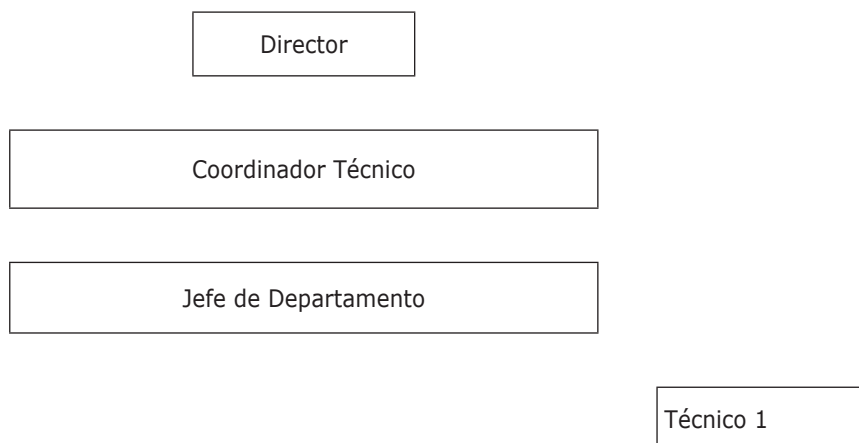 Director
Coordinador Técnico
Jefe de Departamento
Técnico 1